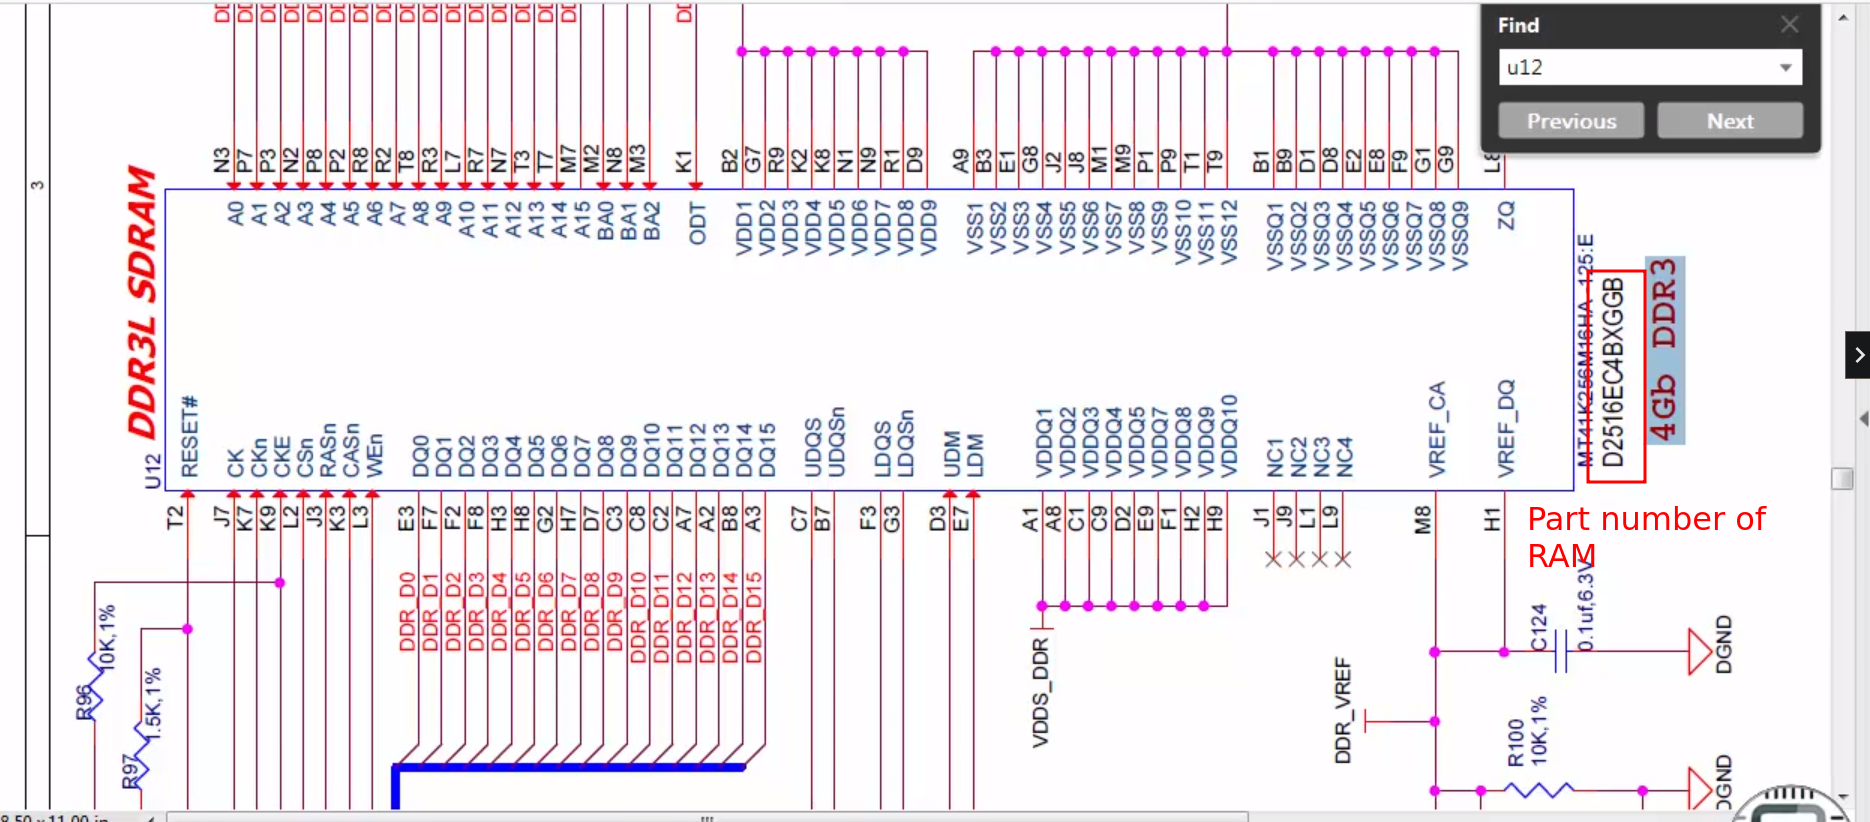 Find
u12
Previous
Next
3
DDR3L SDRAM
U12
N3 P7 P3 N2 P8 P2 R8 R2 T8 R3 L7 R7 N7 T3 T7 M7 M2 N8 M3 K1 B2 G7 R9 K2 K8 N1 N9 R1 D9 A9 B3 E1 G8 J2 J8 M1 M9 P1 P9 T1 T9 B1 B9 D1 D8 E2 E8 F9 G1 G9 L8
A0 A1 A2 A3 A4 A5 A6 A7 A8 A9 A10 A11 A12 A13 A14 A15 BA0 BA1 BA2 ODT VDD1 VDD2 VDD3 VDD4 VDD5 VDD6 VDD7 VDD8 VDD9 VSS1 VSS2 VSS3 VSS4 VSS5 VSS6 VSS7 VSS8 VSS9 VSS10 VSS11 VSS12 VSSQ1 VSSQ2 VSSQ3 VSSQ4 VSSQ5 VSSQ6 VSSQ7 VSSQ8 VSSQ9 ZQ
MT41K256M16HA 125:E
D2516EC4BXGGB
4Gb DDR3
RESET# CK CKn CKE CSn RASn CASn WEn DQ0 DQ1 DQ2 DQ3 DQ4 DQ5 DQ6 DQ7 DQ8 DQ9 DQ10 DQ11 DQ12 DQ13 DQ14 DQ15 UDQS UDQSn LDQS LDQSn UDM LDM VDDQ1 VDDQ2 VDDQ3 VDDQ4 VDDQ5 VDDQ7 VDDQ8 VDDQ9 VDDQ10 NC1 NC2 NC3 NC4 VREF_CA VREF_DQ
T2 J7 K7 K9 L2 J3 K3 L3 E3 F7 F2 F8 H3 H8 G2 H7 D7 C3 C8 C2 A7 A2 B8 A3 C7 B7 F3 G3 D3 E7 A1 A8 C1 C9 D2 E9 F1 H2 H9 J1 J9 L1 L9 M8 H1
Part number of
RAM
DDR_D0 DDR_D1 DDR_D2 DDR_D3 DDR_D4 DDR_D5 DDR_D6 DDR_D7 DDR_D8 DDR_D9 DDR_D10 DDR_D11 DDR_D12 DDR_D13 DDR_D14 DDR_D15
R96
10K,1%
R97
1.5K,1%
VDDS_DDR
DDR_VREF
C124
0.1uf,6.3V
DGND
R100
10K,1%
DGND
8.50 x 11.00 in